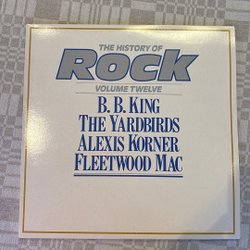 THE HISTORY OF
Rock
VOLUME TWELVE
B. B. KING
THE YARDBIRDS
ALEXIS KORNER
FLEETWOOD MAC